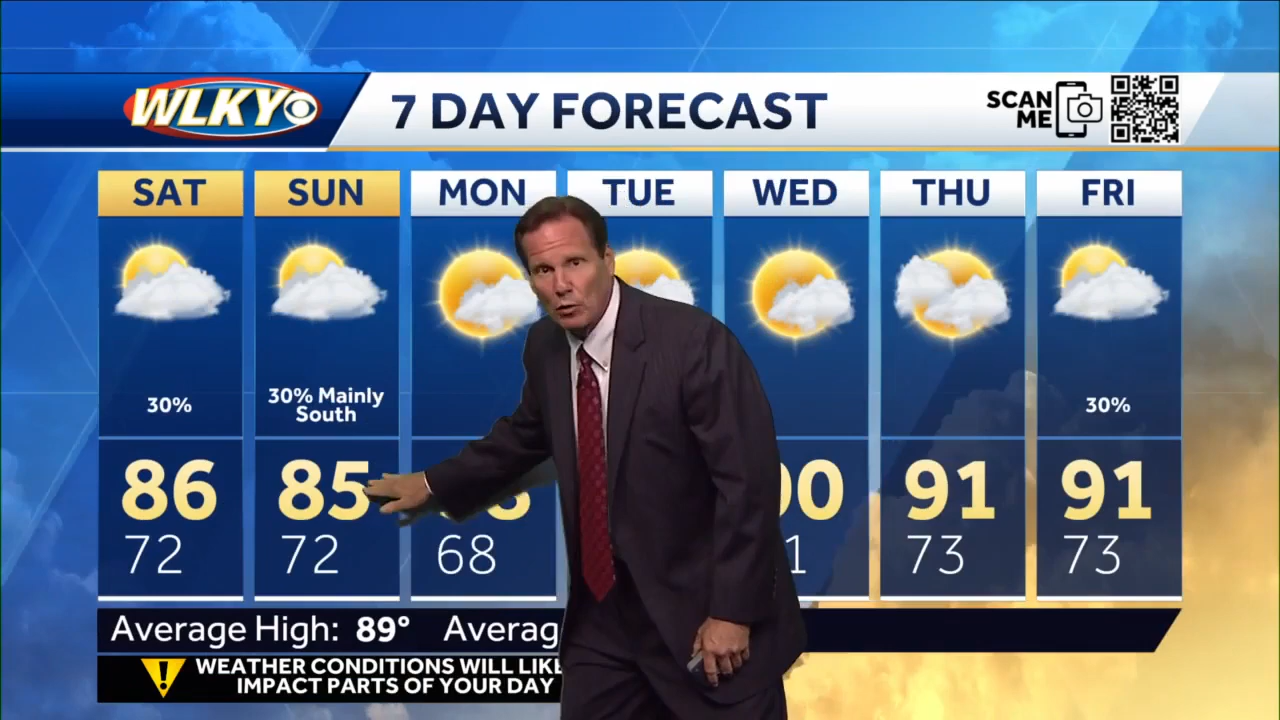 WLKY
7 DAY FORECAST
SCAN
ME
SAT
SUN
MON
TUE
WED
THU
FRI
30%
30% Mainly
South
30%
86
85
91
91
72
72
68
73
73
Average High: 89°
WEATHER CONDITIONS WILL
IMPACT PARTS OF YOUR DAY